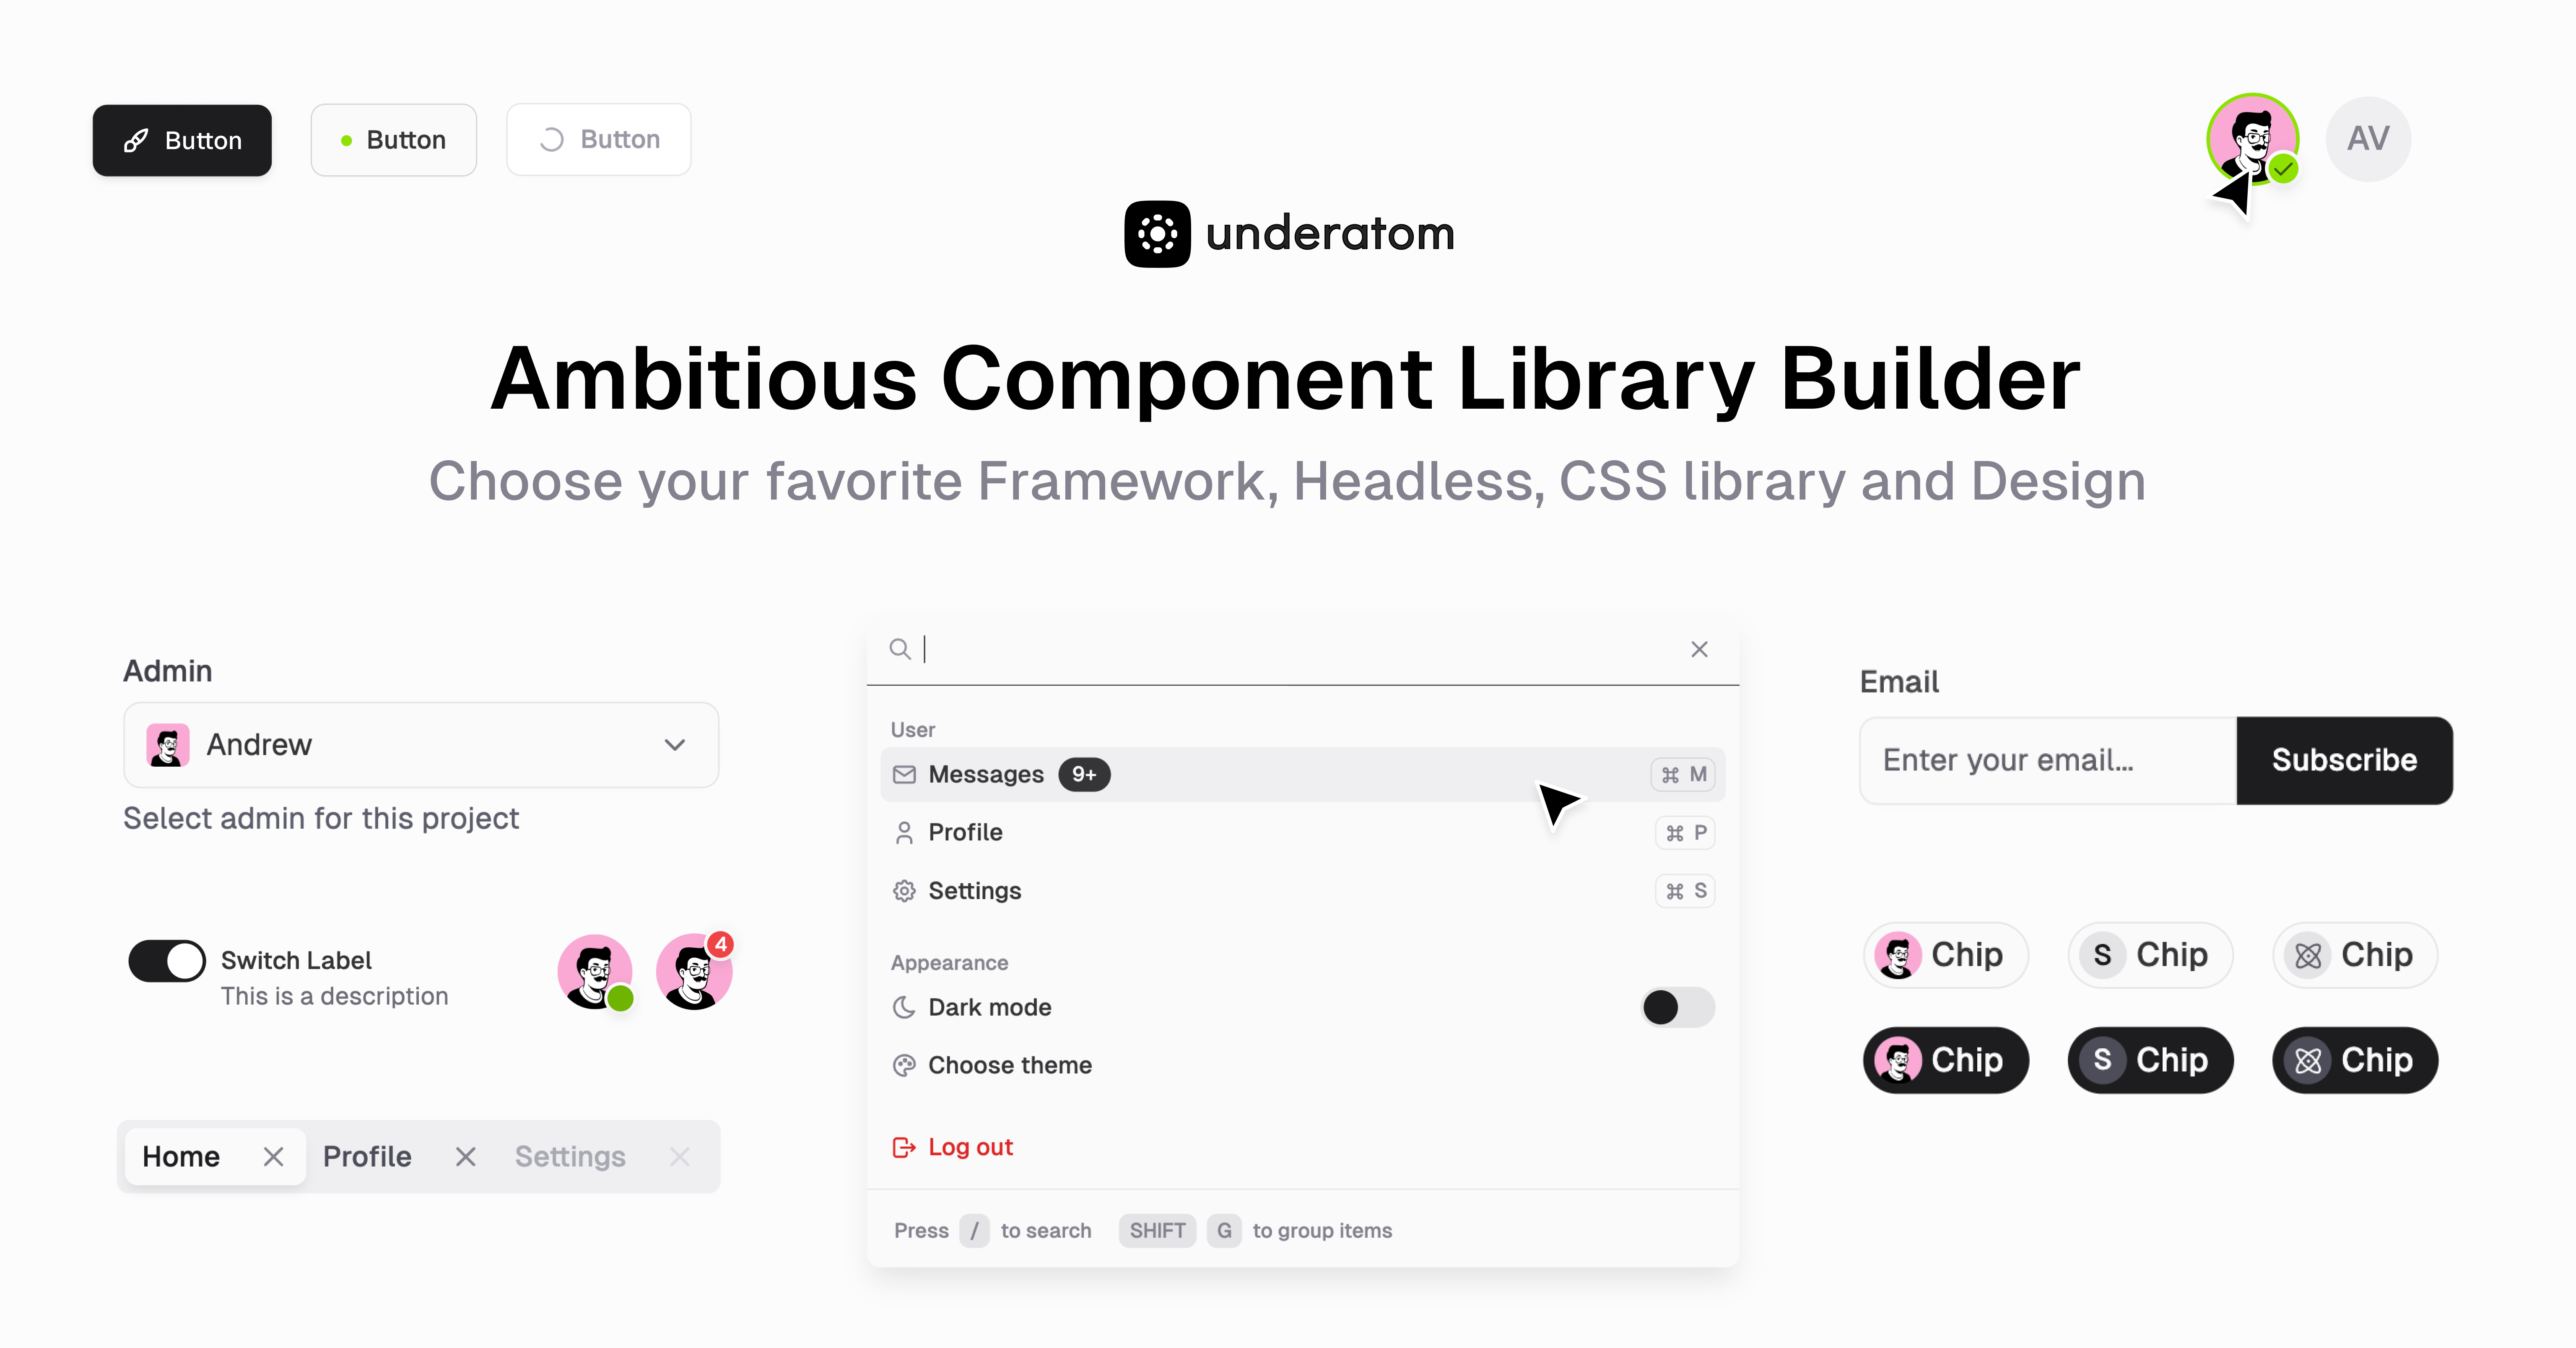 Button
Button
Button
AV
underatom
Ambitious Component Library Builder
Choose your favorite Framework, Headless, CSS library and Design
Admin
Andrew
Select admin for this project
Switch Label
This is a description
4
Home
Profile
Settings
User
Messages 9+ ⌘ M
Profile ⌘ P
Settings ⌘ S
Appearance
Dark mode
Choose theme
Log out
Press / to search SHIFT G to group items
Email
Enter your email... Subscribe
Chip
S Chip
Chip
Chip
S Chip
Chip